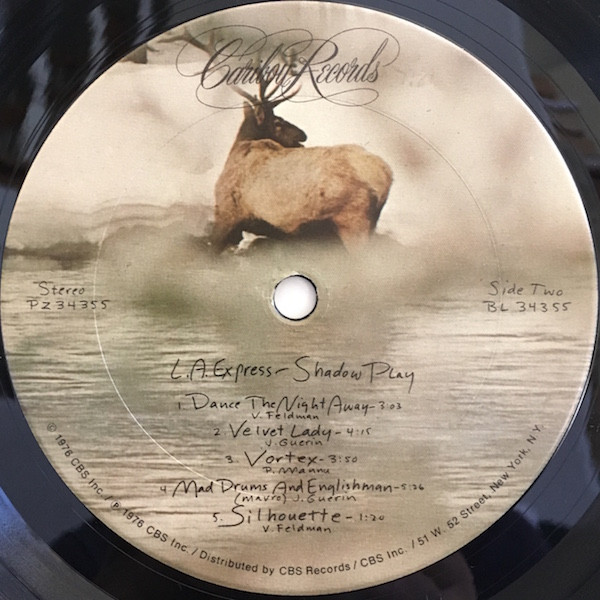 Caribou Records
Stereo
PZ 34355
Side Two
BL 34355
L.A. Express - Shadow Play
1. Dance The Night Away - 3:03
V. Feldman
2. Velvet Lady - 4:15
J. Guerin
3. Vortex - 3:50
P. Mannu
4. Mad Drums And Englishman - 5:26
(mavro) J. Guerin
5. Silhouette - 1:20
V. Feldman
© 1976 CBS Inc. / ℗ 1976 CBS Inc. / Distributed by CBS Records / CBS Inc. / 51 W. 52 Street, New York, N.Y.